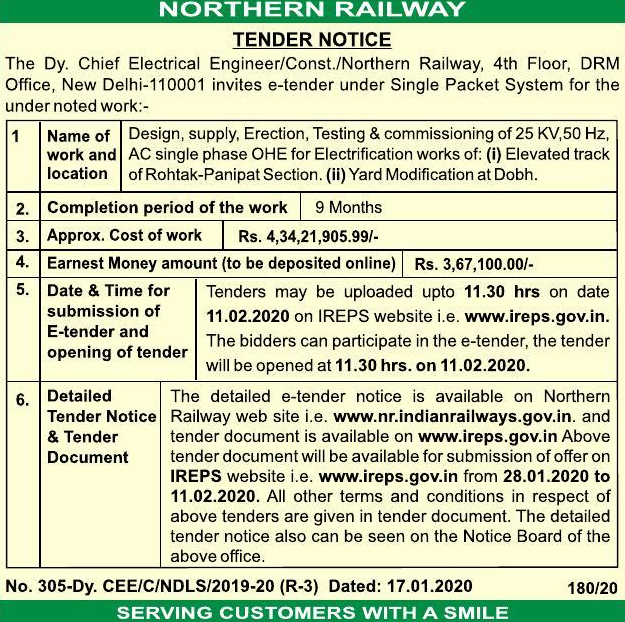 NORTHERN RAILWAY
TENDER NOTICE
The Dy. Chief Electrical Engineer/Const./Northern Railway, 4th Floor, DRM
Office, New Delhi-110001 invites e-tender under Single Packet System for the
under noted work:-
1 Name of work and location
Design, supply, Erection, Testing & commissioning of 25 KV,50 Hz,
AC single phase OHE for Electrification works of: (i) Elevated track
of Rohtak-Panipat Section. (ii) Yard Modification at Dobh.
2. Completion period of the work 9 Months
3. Approx. Cost of work Rs. 4,34,21,905.99/-
4. Earnest Money amount (to be deposited online) Rs. 3,67,100.00/-
5. Date & Time for
submission of
E-tender and
opening of tender
Tenders may be uploaded upto 11.30 hrs on date
11.02.2020 on IREPS website i.e. www.ireps.gov.in.
The bidders can participate in the e-tender, the tender
will be opened at 11.30 hrs. on 11.02.2020.
6. Detailed
Tender Notice
& Tender
Document
The detailed e-tender notice is available on Northern
Railway web site i.e. www.nr.indianrailways.gov.in. and
tender document is available on www.ireps.gov.in Above
tender document will be available for submission of offer on
IREPS website i.e. www.ireps.gov.in from 28.01.2020 to
11.02.2020. All other terms and conditions in respect of
above tenders are given in tender document. The detailed
tender notice also can be seen on the Notice Board of the
above office.
No. 305-Dy. CEE/C/NDLS/2019-20 (R-3) Dated: 17.01.2020 180/20
SERVING CUSTOMERS WITH A SMILE